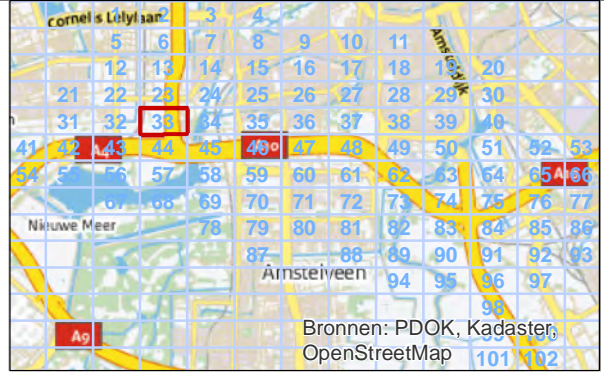 Cornelis Lelylaan 1 2 3 4
5 6 7 8 9 10 11
Amsteldijk
12 13 14 15 16 17 18 19 20
21 22 23 24 25 26 27 28 29 30
31 32 33 34 35 36 37 38 39 40
41 42 43 44 45 46 47 48 49 50 51 52 53
A4
54 55 56 57 58 59 60 61 62 63 64 65 66
67 68 69 70 71 72 73 74 75 76 77
Nieuwe Meer 78 79 80 81 82 83 84 85 86
87 88 89 90 91 92 93
Amstelveen 94 95 96 97
98
A9
Bronnen: PDOK, Kadaster,
OpenStreetMap
101 102